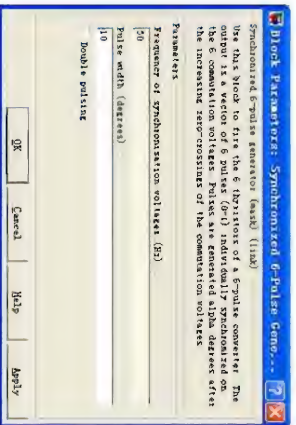 Block Parameters: Synchronized 6-Pulse Gene...
Synchronized 6-pulse generator (mask) (link)
Use this block to fire the 6 thyristors of a 6-pulse converter  The
output is a vector of 6 pulses (0-1) individually synchronized on
the 6 commutation voltages  Pulses are generated alpha degrees after
the increasing zero-crossings of the commutation voltages
Parameters
Frequency of synchronisation voltages (Hz)
50
Pulse width (degrees)
10
Double pulsing
OK
Cancel
Help
Apply